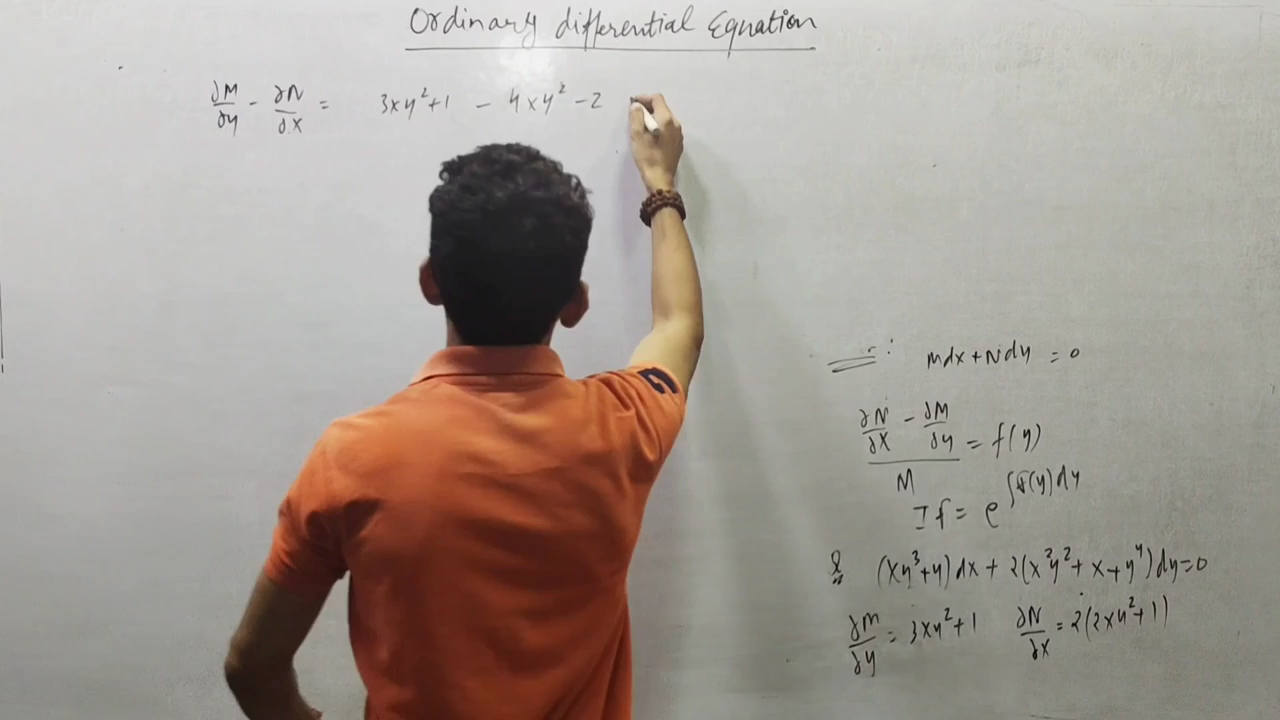 Ordinary differential Equation
∂M/∂y - ∂N/∂x = 3xy²+1 - 4xy² - 2
Mdx + Ndy = 0
(∂N/∂x - ∂M/∂y)/M = f(y)
If = e^∫f(y)dy
Q (xy³+y)dx + 2(x²y² + x + y⁴)dy=0
∂M/∂y = 3xy²+1 ∂N/∂x = 2(2xy²+1)